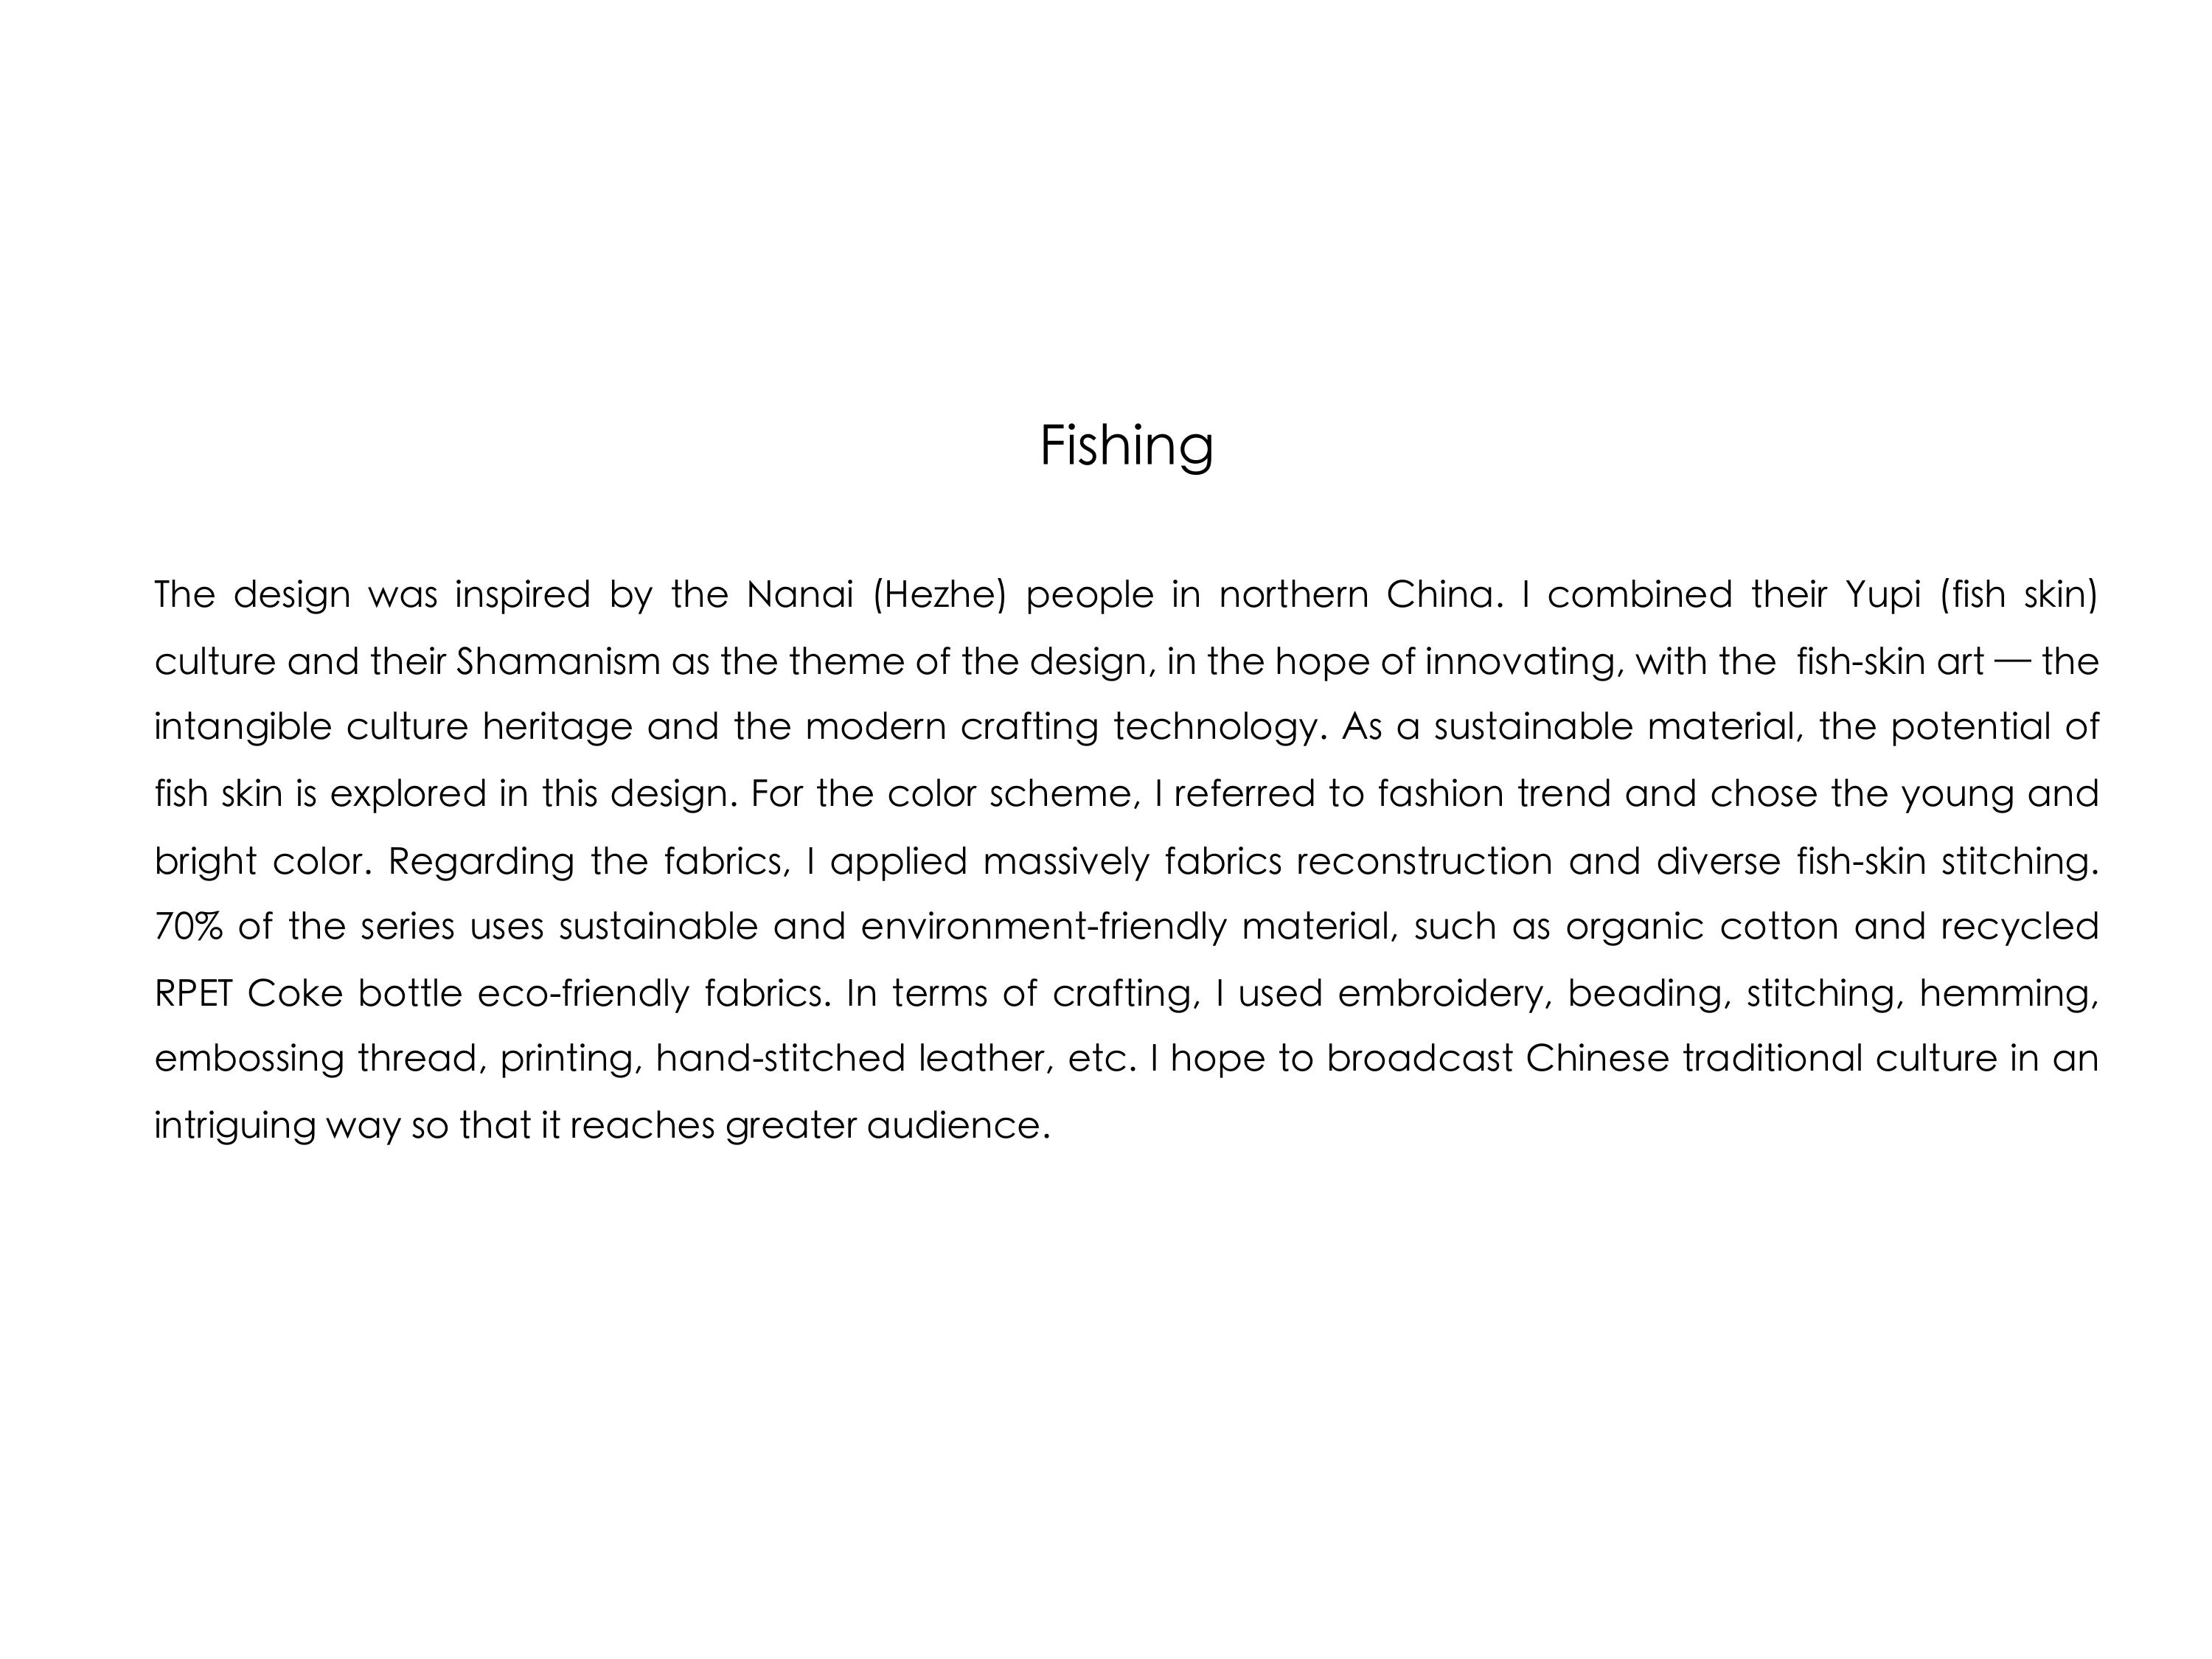 Fishing
The design was inspired by the Nanai (Hezhe) people in northern China. I combined their Yupi (fish skin)
culture and their Shamanism as the theme of the design, in the hope of innovating, with the  fish-skin art — the
intangible culture heritage and the modern crafting technology. As a sustainable material, the potential of
fish skin is explored in this design. For the color scheme, I referred to fashion trend and chose the young and
bright color. Regarding the fabrics, I applied massively fabrics reconstruction and diverse fish-skin stitching.
70% of the series uses sustainable and environment-friendly material, such as organic cotton and recycled
RPET Coke bottle eco-friendly fabrics. In terms of crafting, I used embroidery, beading, stitching, hemming,
embossing thread, printing, hand-stitched leather, etc. I hope to broadcast Chinese traditional culture in an
intriguing way so that it reaches greater audience.